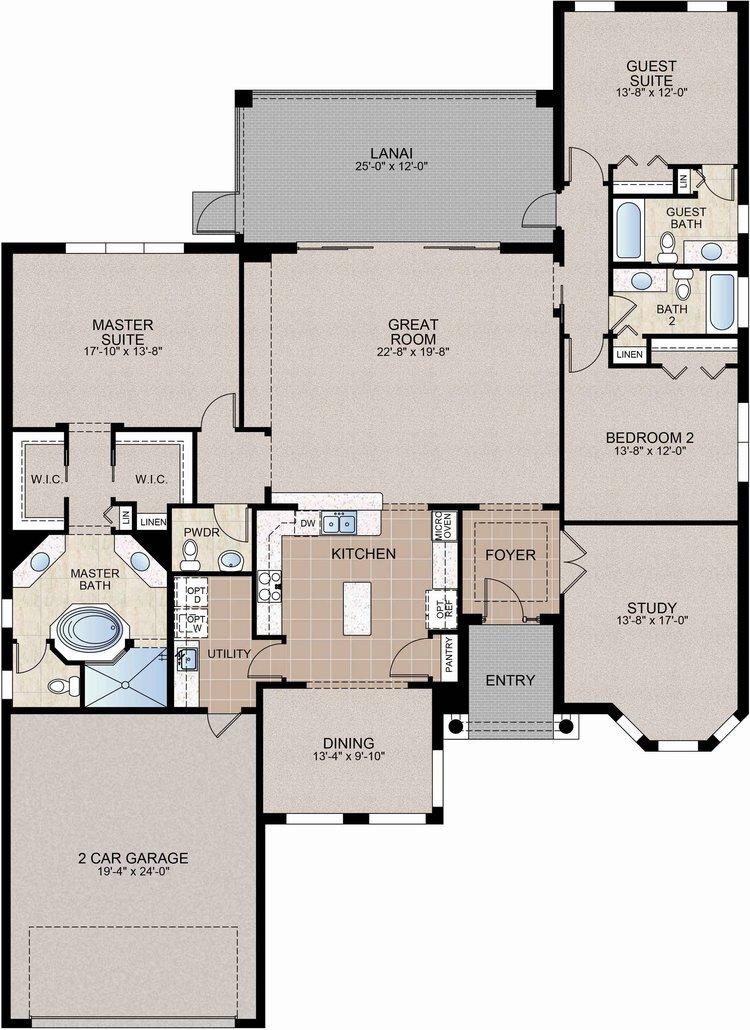 GUEST
SUITE
13'-8" x 12'-0"
LANAI
25'-0" x 12'-0"
LIN
GUEST
BATH
BATH
2
LINEN
MASTER
SUITE
17'-10" x 13'-8"
GREAT
ROOM
22'-8" x 19'-8"
BEDROOM 2
13'-8" x 12'-0"
W.I.C.
W.I.C.
LIN
LINEN
PWDR
DW
MICRO
OVEN
KITCHEN
FOYER
MASTER
BATH
OPT
D
OPT
W
OPT
REF
STUDY
13'-8" x 17'-0"
UTILITY
PANTRY
ENTRY
DINING
13'-4" x 9'-10"
2 CAR GARAGE
19'-4" x 24'-0"